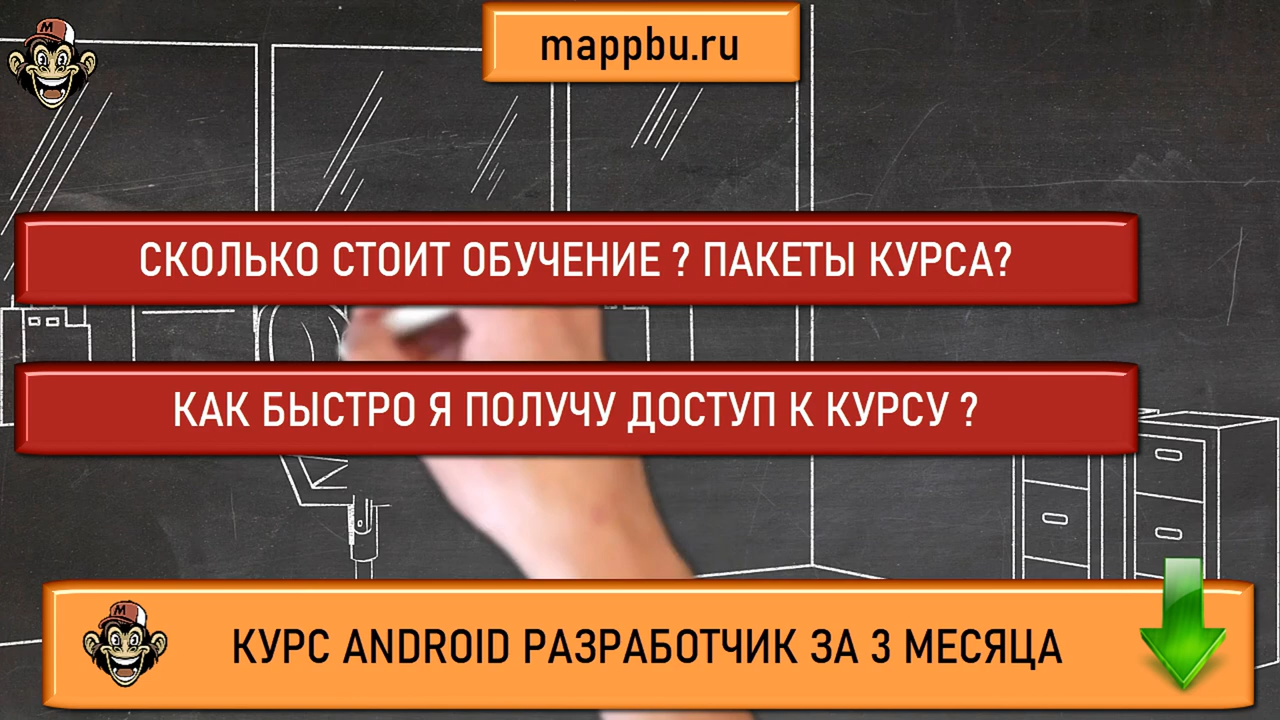 M
mappbu.ru
СКОЛЬКО СТОИТ ОБУЧЕНИЕ ? ПАКЕТЫ КУРСА?
КАК БЫСТРО Я ПОЛУЧУ ДОСТУП К КУРСУ ?
M
КУРС ANDROID РАЗРАБОТЧИК ЗА 3 МЕСЯЦА